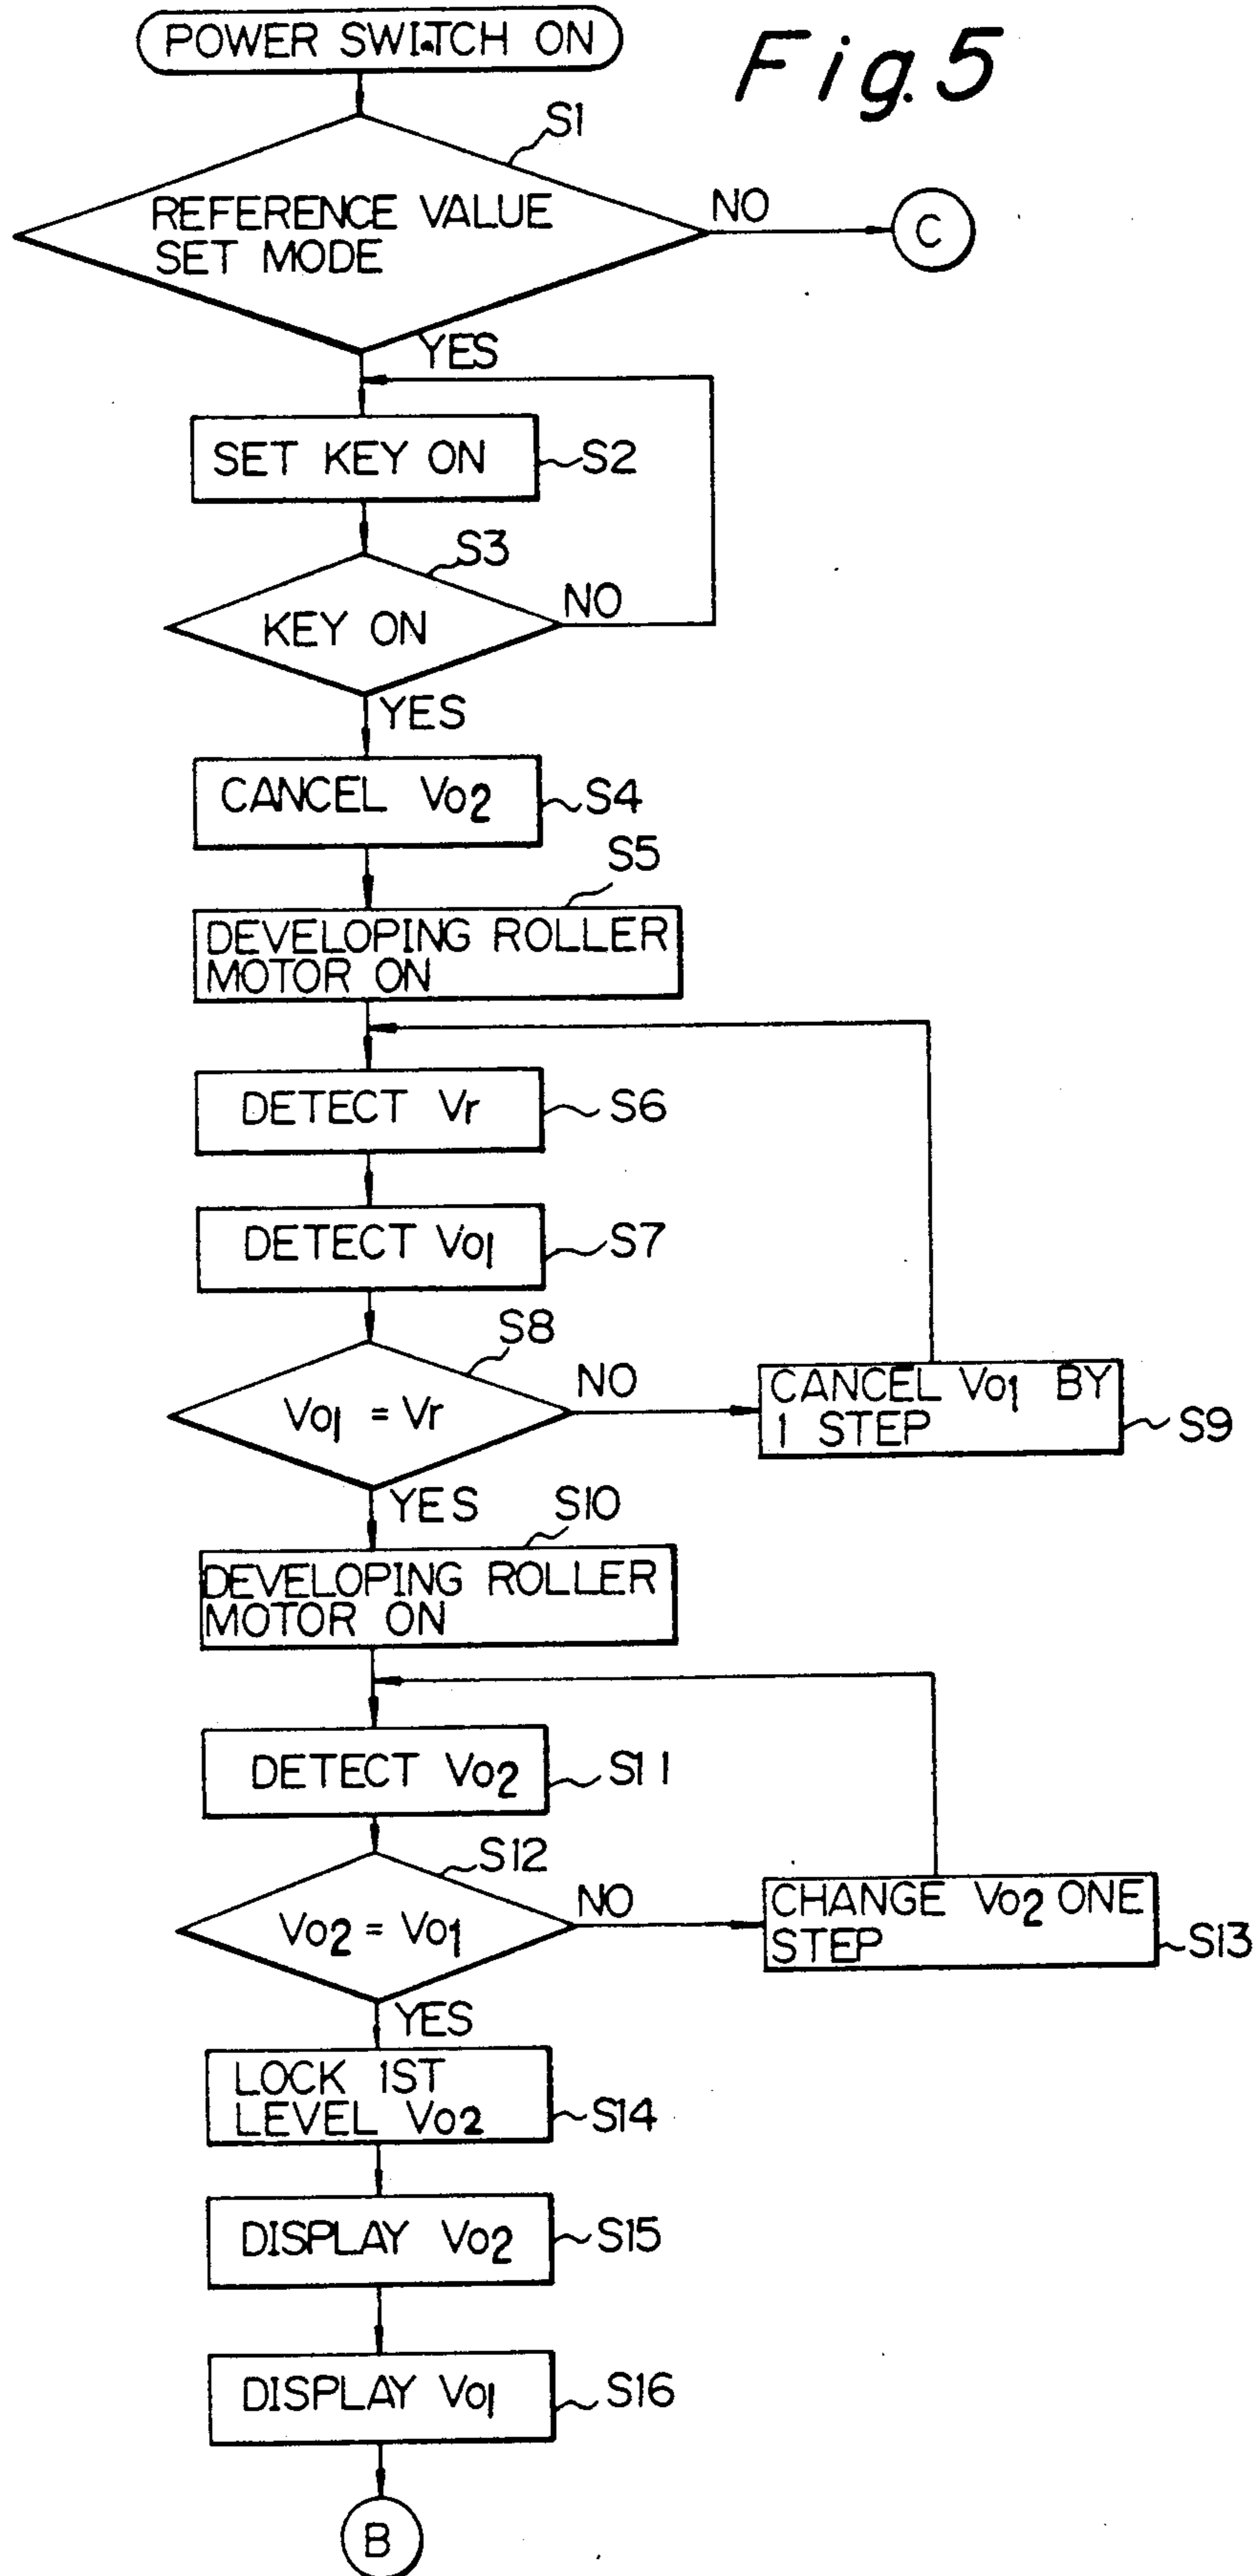 POWER SWITCH ON
Fig. 5
S1
REFERENCE VALUE
SET MODE
NO
C
YES
SET KEY ON
S2
S3
KEY ON
NO
YES
CANCEL Vo2
S4
S5
DEVELOPING ROLLER
MOTOR ON
DETECT Vr
S6
DETECT Vo1
S7
S8
Vo1 = Vr
NO
CANCEL Vo1 BY
1 STEP
S9
YES
S10
DEVELOPING ROLLER
MOTOR ON
DETECT Vo2
S11
S12
Vo2 = Vo1
NO
CHANGE Vo2 ONE
STEP
S13
YES
LOCK 1ST
LEVEL Vo2
S14
DISPLAY Vo2
S15
DISPLAY Vo1
S16
B